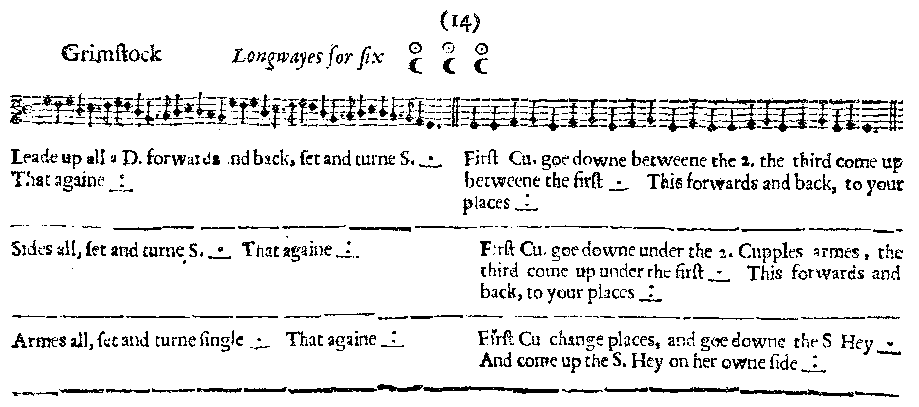 (14)
Grimſtock Longwayes for ſix
Leade up all a D. forwards and back, ſet and turne S.
That againe
Firſt Cu. goe downe betweene the 2. the third come up
betweene the firſt This forwards and back, to your
places
Sides all, ſet and turne S. That againe
Firſt Cu. goe downe under the 2. Cupples armes, the
third come up under the firſt This forwards and
back, to your places
Armes all, ſet and turne ſingle That againe
Firſt Cu change places, and goe downe the S Hey
And come up the S. Hey on her owne ſide